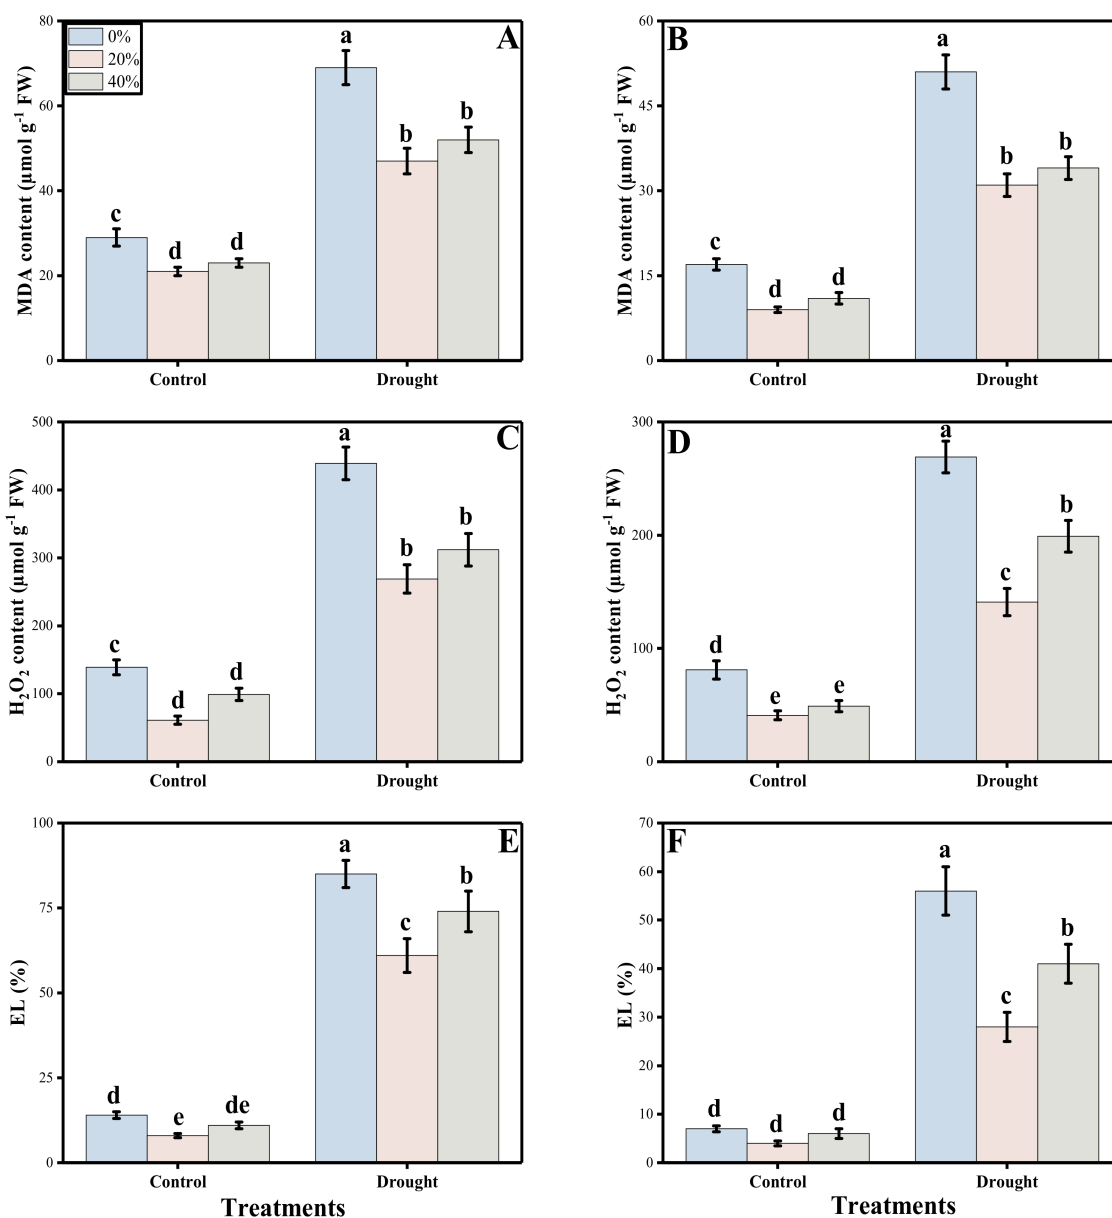 A
0%
20%
40%
MDA content (µmol g⁻¹ FW)
80
60
40
20
0
c
d
d
a
b
b
Control
Drought
B
MDA content (µmol g⁻¹ FW)
60
45
30
15
0
c
d
d
a
b
b
Control
Drought
C
H₂O₂ content (µmol g⁻¹ FW)
500
400
300
200
100
0
c
d
d
a
b
b
Control
Drought
D
H₂O₂ content (µmol g⁻¹ FW)
300
200
100
0
d
e
e
a
c
b
Control
Drought
E
EL (%)
100
75
50
25
0
d
e
de
a
c
b
Control
Drought
Treatments
F
EL (%)
70
60
50
40
30
20
10
0
d
d
d
a
c
b
Control
Drought
Treatments